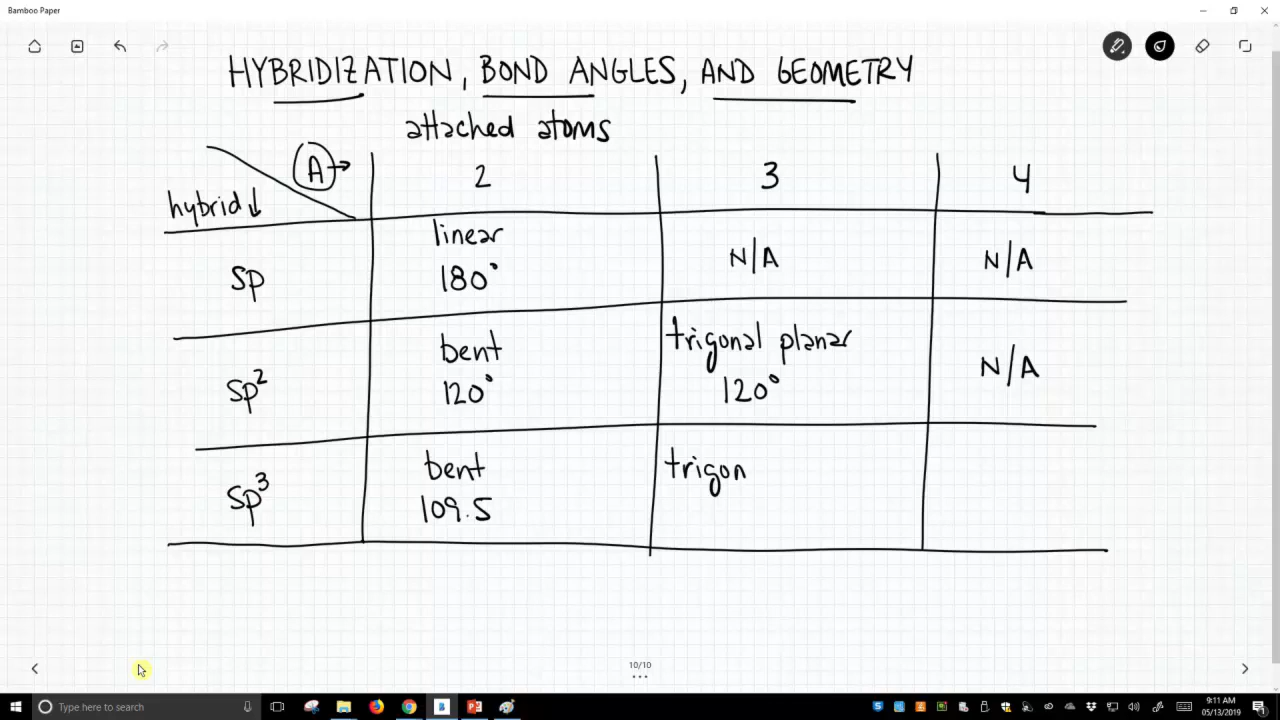 Bamboo Paper
HYBRIDIZATION, BOND ANGLES, AND GEOMETRY
attached atoms
A → 2 3 4
hybrid ↓
sp linear 180° N/A N/A
sp² bent 120° trigonal planar 120° N/A
sp³ bent 109.5 trigon
10/10
Type here to search
9:11 AM
05/13/2019